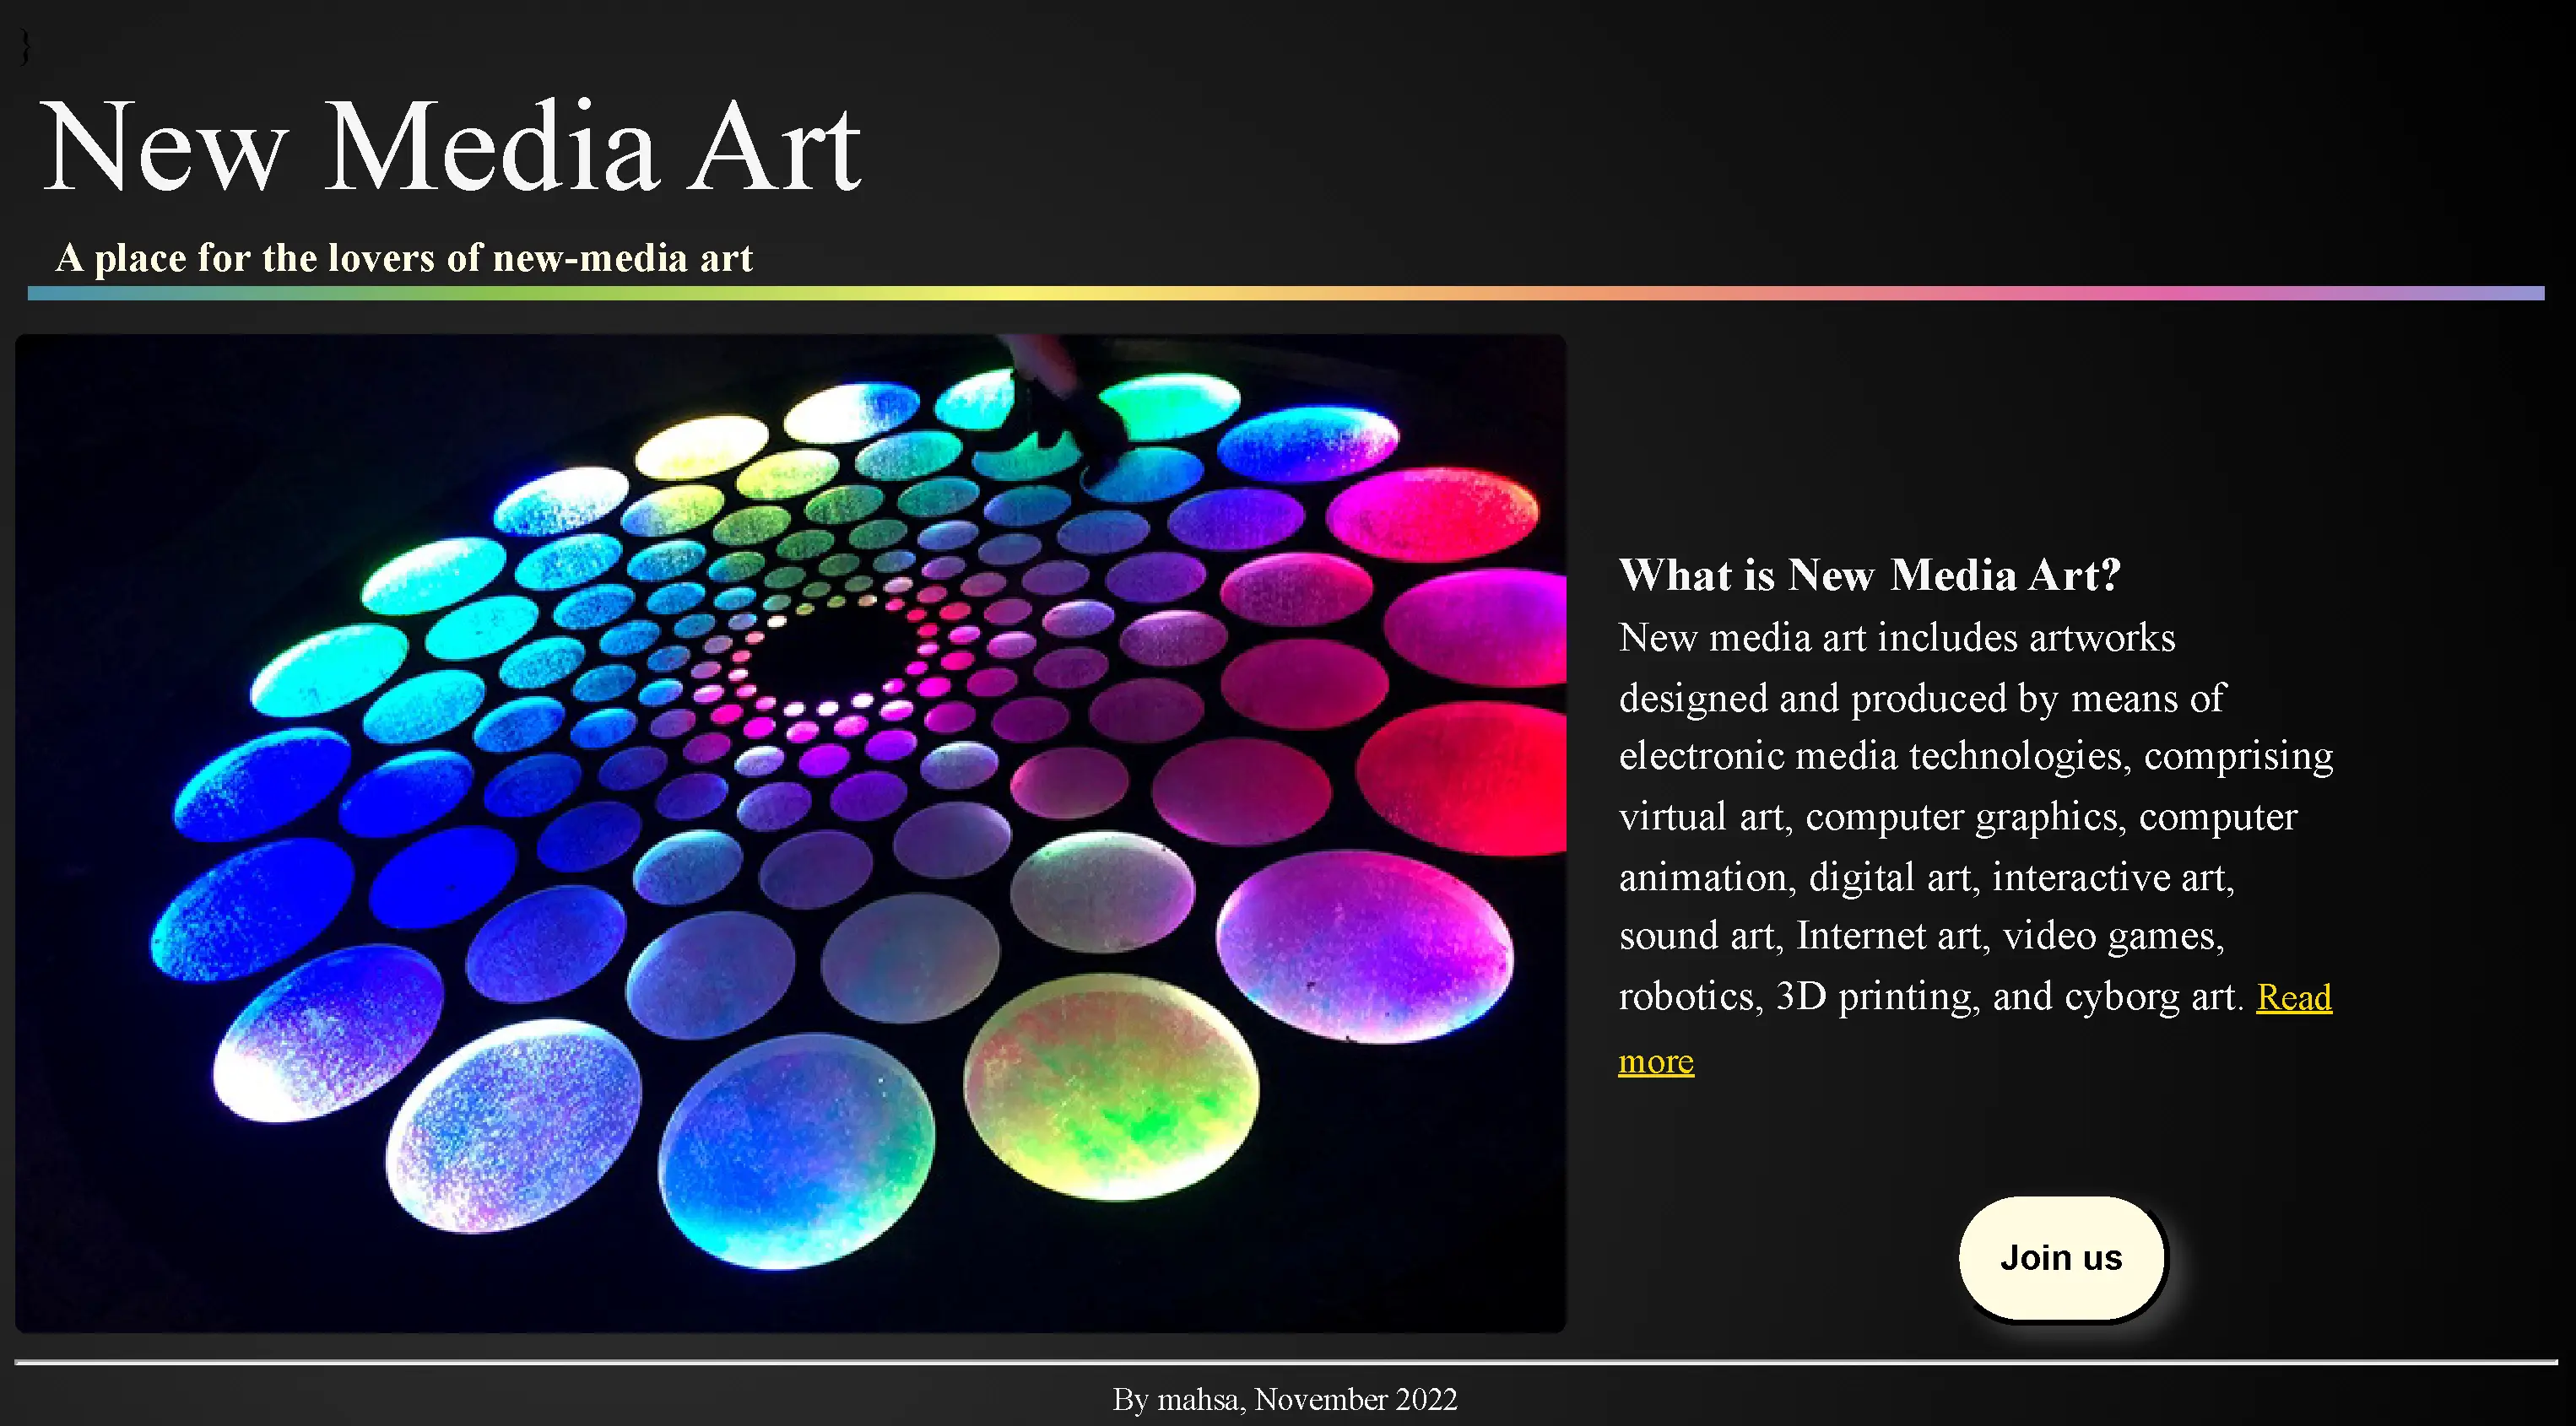 }
New Media Art
A place for the lovers of new-media art
What is New Media Art?
New media art includes artworks
designed and produced by means of
electronic media technologies, comprising
virtual art, computer graphics, computer
animation, digital art, interactive art,
sound art, Internet art, video games,
robotics, 3D printing, and cyborg art. Read
more
Join us
By mahsa, November 2022